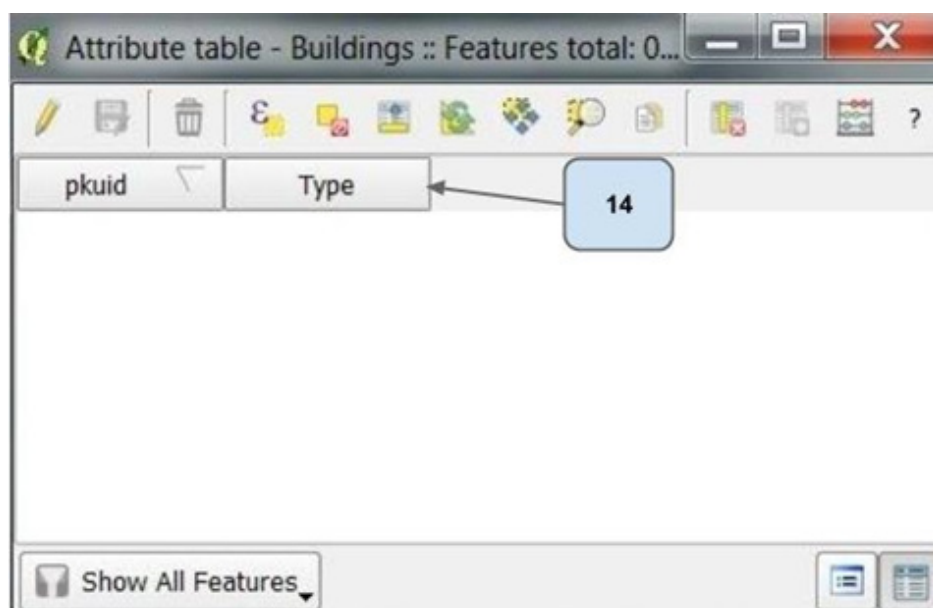 Attribute table - Buildings :: Features total: 0...
ε ?
pkuid Type 14
Show All Features